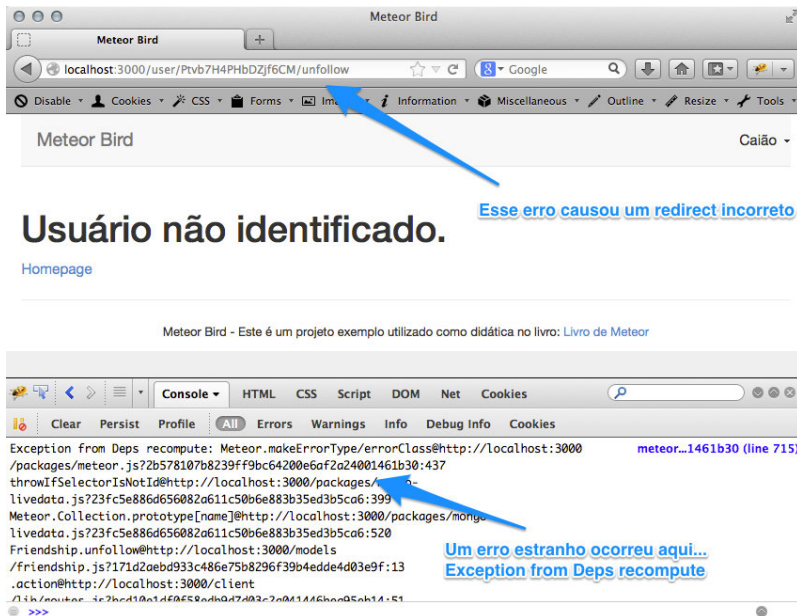 Meteor Bird
Meteor Bird
localhost:3000/user/Ptvb7H4PHbDZjf6CM/unfollow
Google
Disable Cookies CSS Forms Information Miscellaneous Outline Resize Tools
Meteor Bird
Caião
Esse erro causou um redirect incorreto
Usuário não identificado.
Homepage
Meteor Bird - Este é um projeto exemplo utilizado como didática no livro: Livro de Meteor
Console HTML CSS Script DOM Net Cookies
Clear Persist Profile All Errors Warnings Info Debug Info Cookies
Exception from Deps recompute: Meteor.makeErrorType/errorClass@http://localhost:3000
meteor...1461b30 (line 715)
/packages/meteor.js?2b578107b8239ff9bc64200e6af2a24001461b30:437
throwIfSelectorIsNotId@http://localhost:3000/packages/
livedata.js?23fc5e886d656082a611c50b6e883b35ed3b5ca6:399
Meteor.Collection.prototype[name]@http://localhost:3000/packages/mongo-
livedata.js?23fc5e886d656082a611c50b6e883b35ed3b5ca6:520
Friendship.unfollow@http://localhost:3000/models
/friendship.js?171d2aebd933c486e75b8296f39b4edde4d03e9f:13
.action@http://localhost:3000/client
Um erro estranho ocorreu aqui...
Exception from Deps recompute
>>>